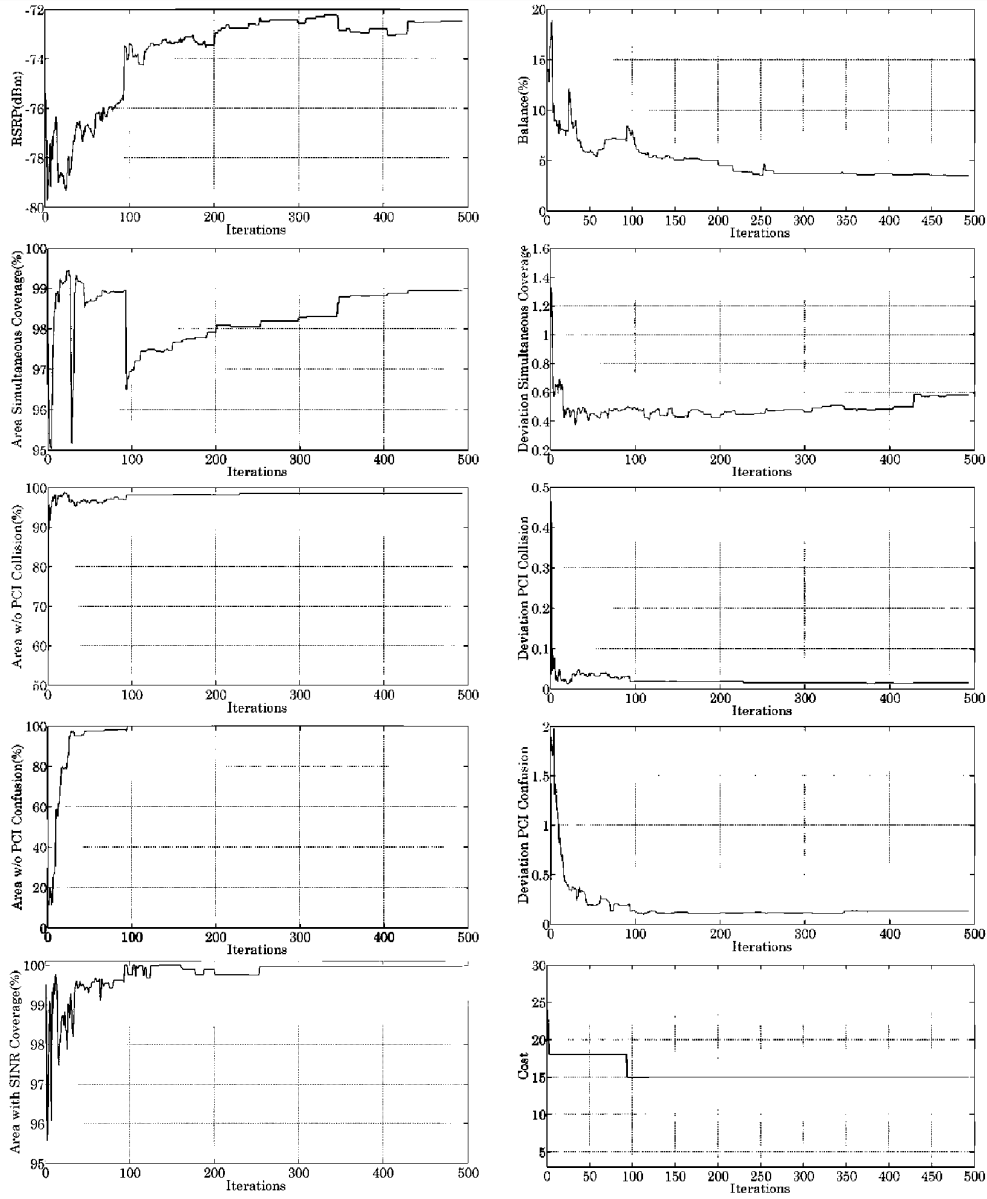 -72
-74
-76
-78
-80
RSRP(dBm)
0 100 200 300 400 500
Iterations
20
15
10
5
0
Balance(%)
50 100 150 200 250 300 350 400 450 500
Iterations
100
99
98
97
96
95
Area Simultaneous Coverage(%)
0 100 200 300 400 500
Iterations
1.6
1.4
1.2
1
0.8
0.6
0.4
0.2
Deviation Simultaneous Coverage
0 100 200 300 400 500
Iterations
100
90
80
70
60
50
Area w/o PCI Collision(%)
0 100 200 300 400 500
Iterations
0.5
0.4
0.3
0.2
0.1
0
Deviation PCI Collision
0 100 200 300 400 500
Iterations
100
80
60
40
20
0
Area w/o PCI Confusion(%)
0 100 200 300 400 500
Iterations
2
1.5
1
0.5
0
Deviation PCI Confusion
0 100 200 300 400 500
Iterations
100
99
98
97
96
95
Area with SINR Coverage(%)
0 100 200 300 400 500
Iterations
30
25
20
15
10
5
Cost
0 50 100 150 200 250 300 350 400 450 500
Iterations